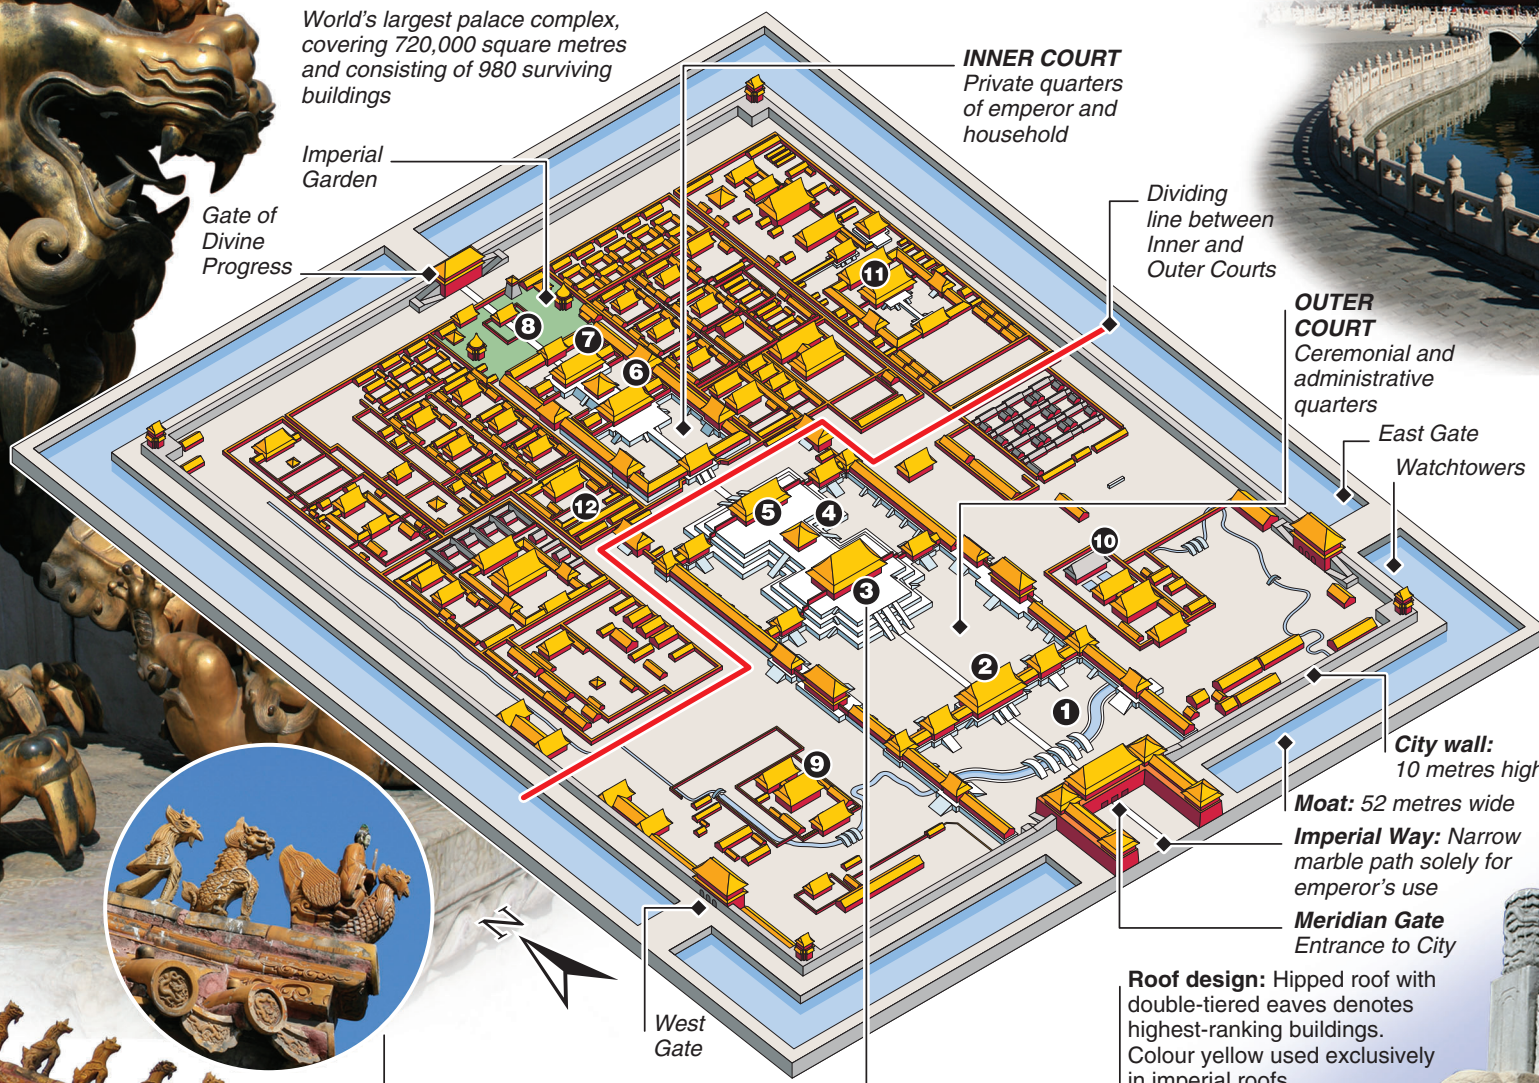 World's largest palace complex,
covering 720,000 square metres
and consisting of 980 surviving
buildings
INNER COURT
Private quarters
of emperor and
household
Imperial
Garden
Gate of
Divine
Progress
Dividing
line between
Inner and
Outer Courts
OUTER
COURT
Ceremonial and
administrative
quarters
East Gate
Watchtowers
11
8
7
6
12
5
4
3
10
2
1
9
City wall:
10 metres high
Moat: 52 metres wide
Imperial Way: Narrow
marble path solely for
emperor's use
Meridian Gate
Entrance to City
N
West
Gate
Roof design: Hipped roof with
double-tiered eaves denotes
highest-ranking buildings.
Colour yellow used exclusively
in imperial roofs